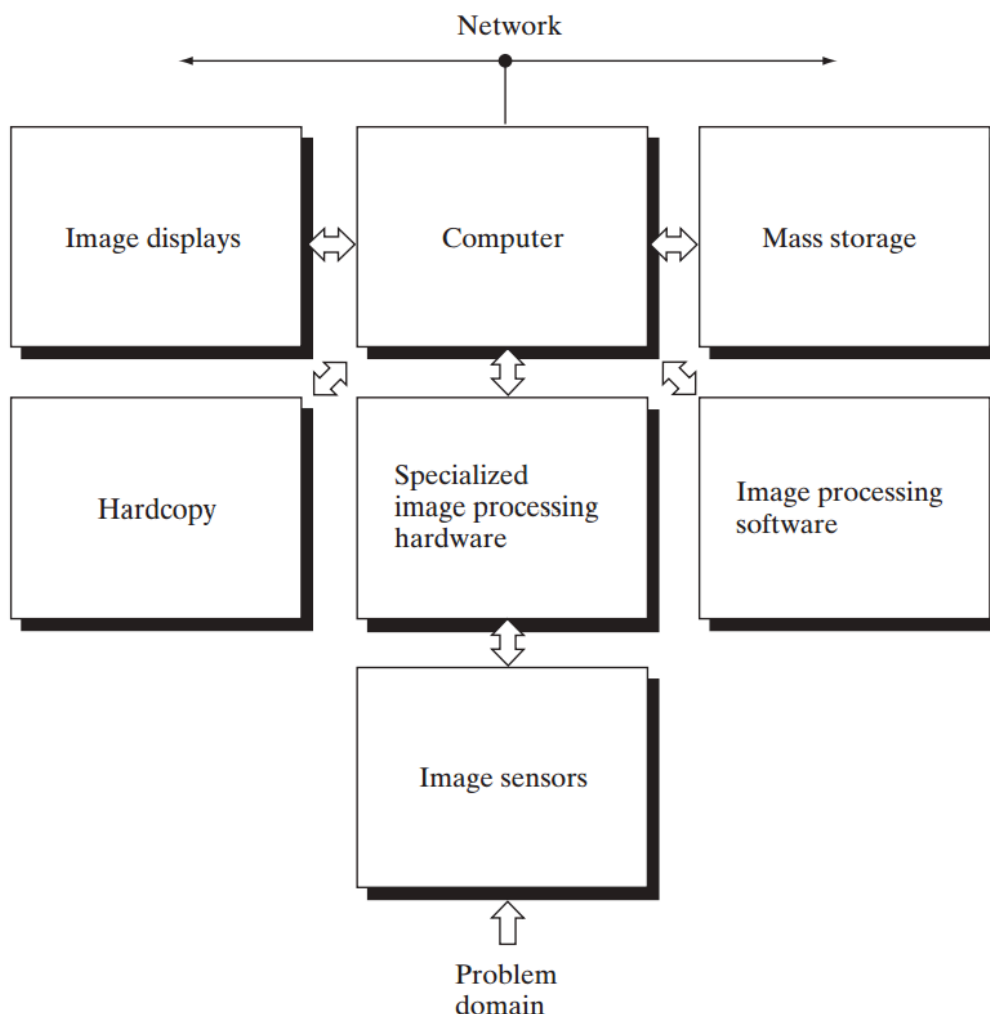 Network
Image displays
Computer
Mass storage
Hardcopy
Specialized
image processing
hardware
Image processing
software
Image sensors
Problem
domain